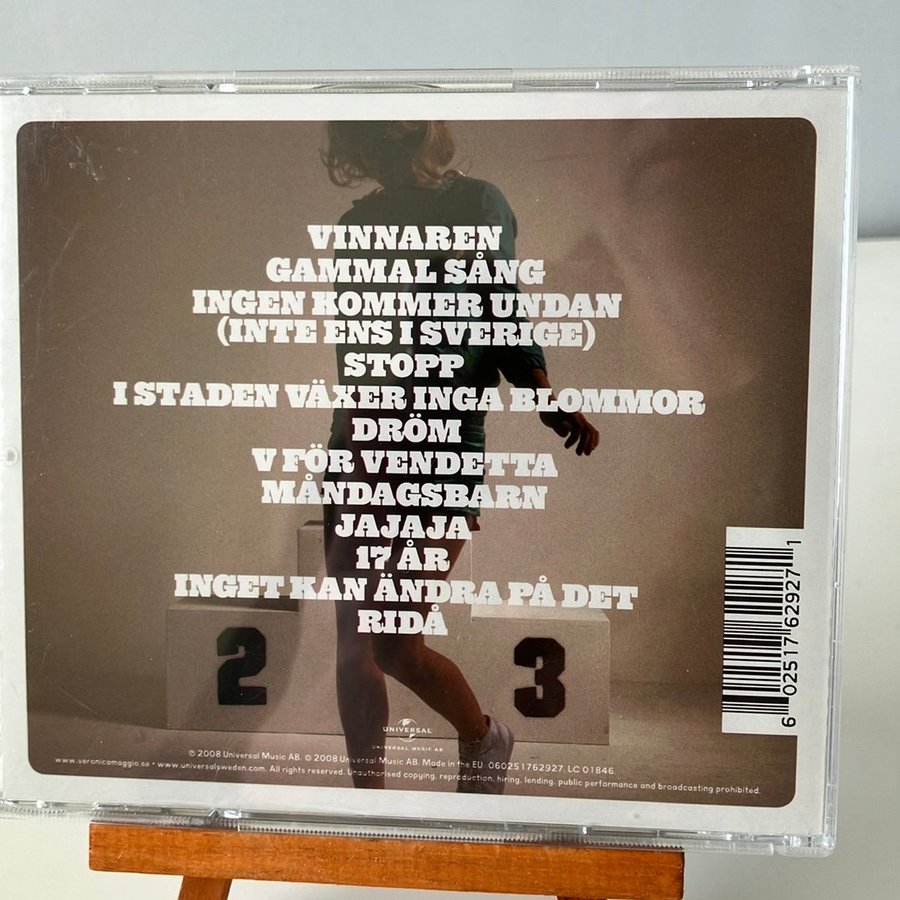 VINNAREN
GAMMAL SÅNG
INGEN KOMMER UNDAN
(INTE ENS I SVERIGE)
STOPP
I STADEN VÄXER INGA BLOMMOR
DRÖM
V FÖR VENDETTA
MÅNDAGSBARN
JAJAJA
17 ÅR
INGET KAN ÄNDRA PÅ DET
RIDÅ
2
3
6 02517 62927 1
UNIVERSAL
UNIVERSAL MUSIC AB
℗ 2008 Universal Music AB. © 2008 Universal Music AB. Made in the EU. 06025 1762927. LC 01846.
www.veronicamaggio.se • www.universalsweden.com. All rights reserved. Unauthorised copying, reproduction, hiring, lending, public performance and broadcasting prohibited.